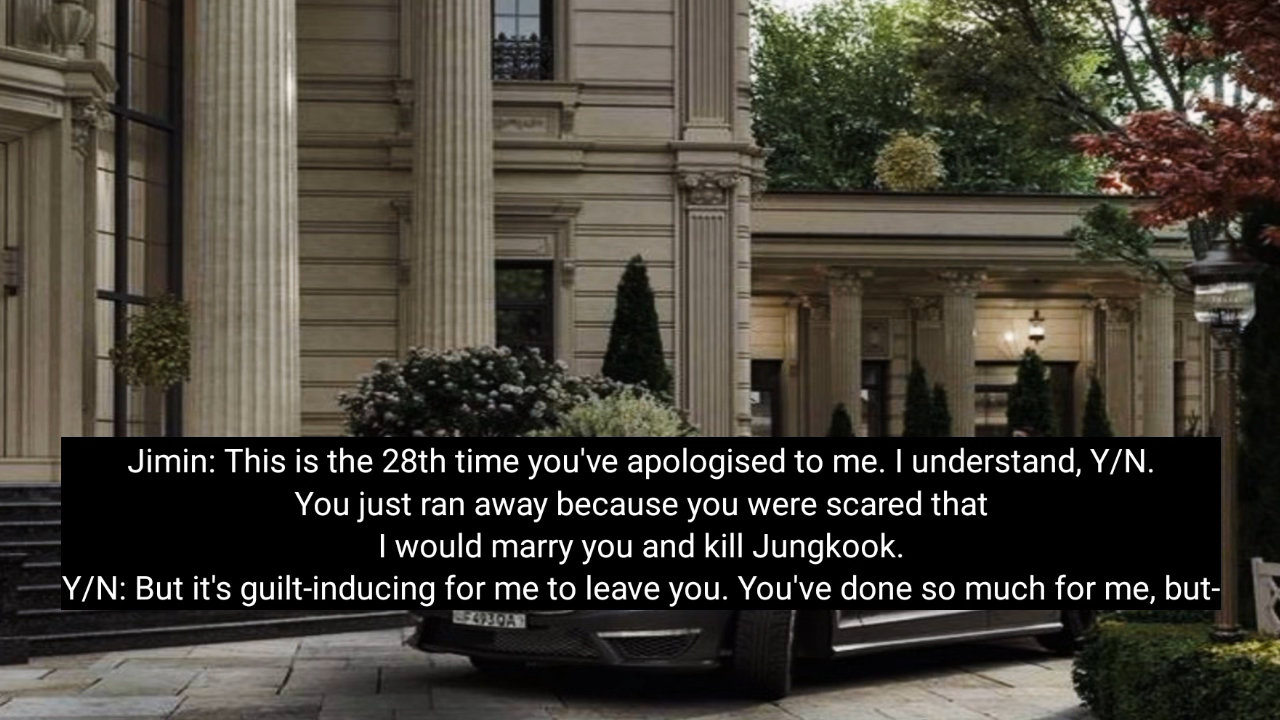 Jimin: This is the 28th time you've apologised to me. I understand, Y/N.
You just ran away because you were scared that
I would marry you and kill Jungkook.
Y/N: But it's guilt-inducing for me to leave you. You've done so much for me, but-